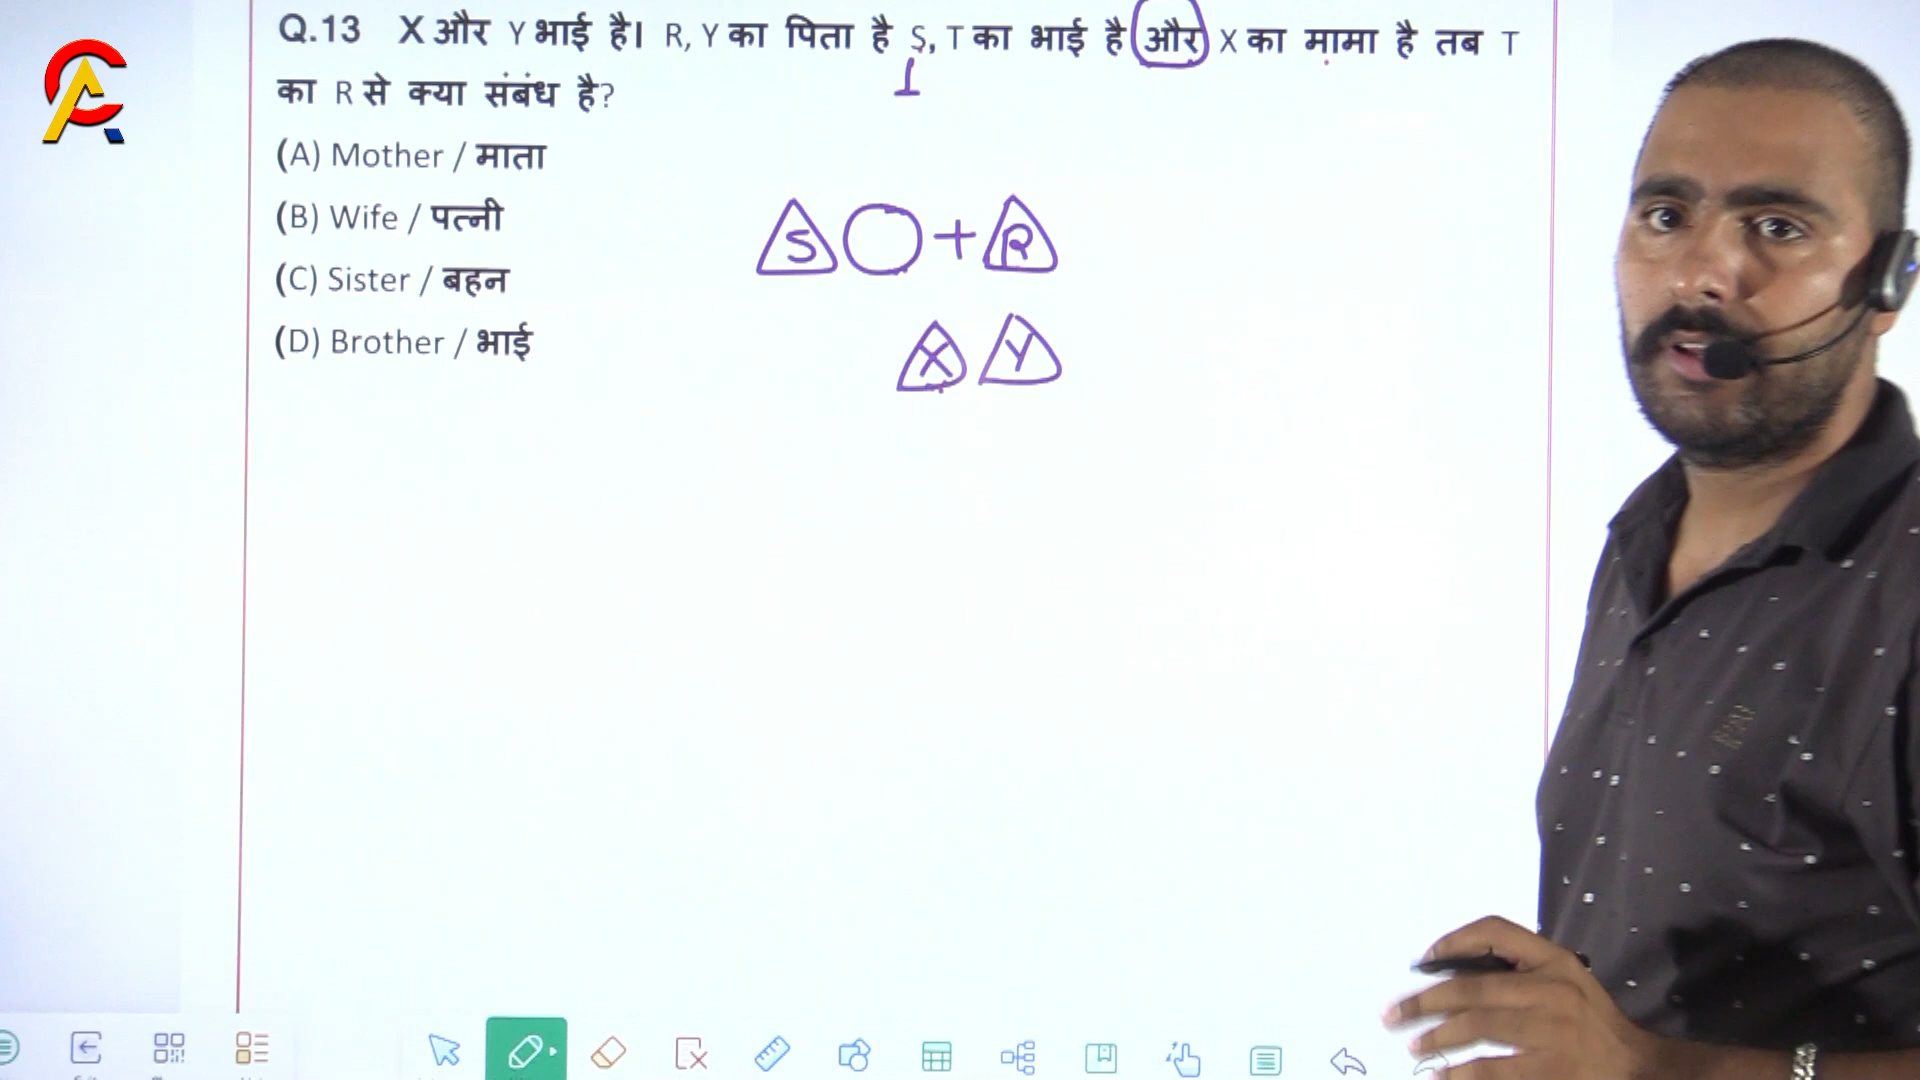 Q.13 X और Y भाई है। R, Y का पिता है S, T का भाई है और X का मामा है तब T
का R से क्या संबंध है?
(A) Mother / माता
(B) Wife / पत्नी
(C) Sister / बहन
(D) Brother / भाई
S + R
X Y